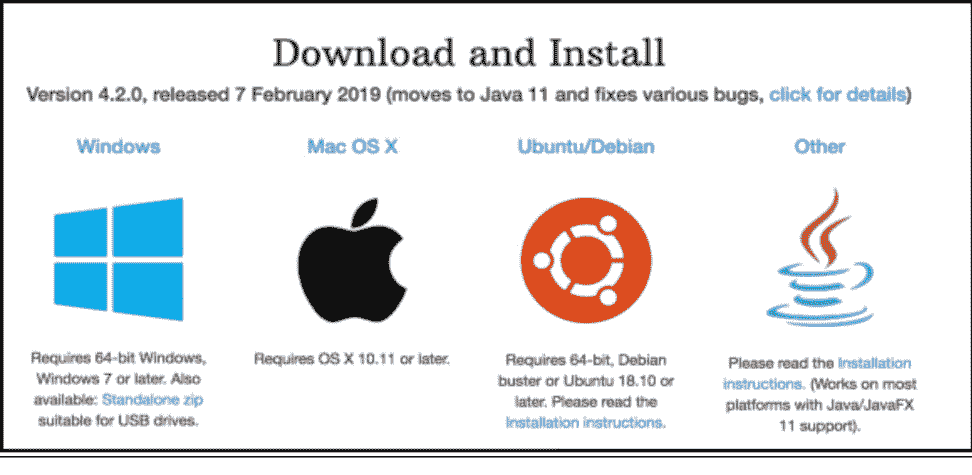 Download and Install
Version 4.2.0, released 7 February 2019 (moves to Java 11 and fixes various bugs, click for details)
Windows
Requires 64-bit Windows,
Windows 7 or later. Also
available: Standalone zip
suitable for USB drives.
Mac OS X
Requires OS X 10.11 or later.
Ubuntu/Debian
Requires 64-bit, Debian
buster or Ubuntu 18.10 or
later. Please read the
Installation instructions.
Other
Please read the Installation
instructions. (Works on most
platforms with Java/JavaFX
11 support).